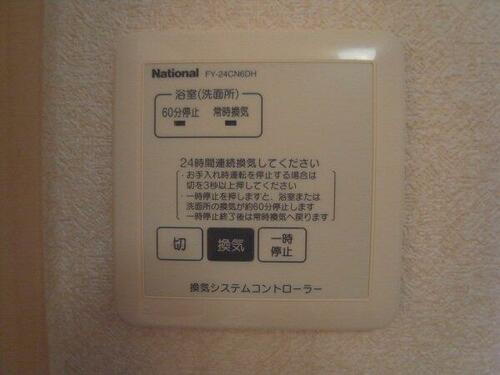 National FY-24CN6DH
浴室(洗面所)
60分停止 常時換気
24時間連続換気してください
・お手入れ時運転を停止する場合は
切を3秒以上押してください
・一時停止を押しますと、浴室または
洗面所の換気が約60分停止します
一時停止終了後は常時換気へ戻ります
切 換気 一時
停止
換気システムコントローラー